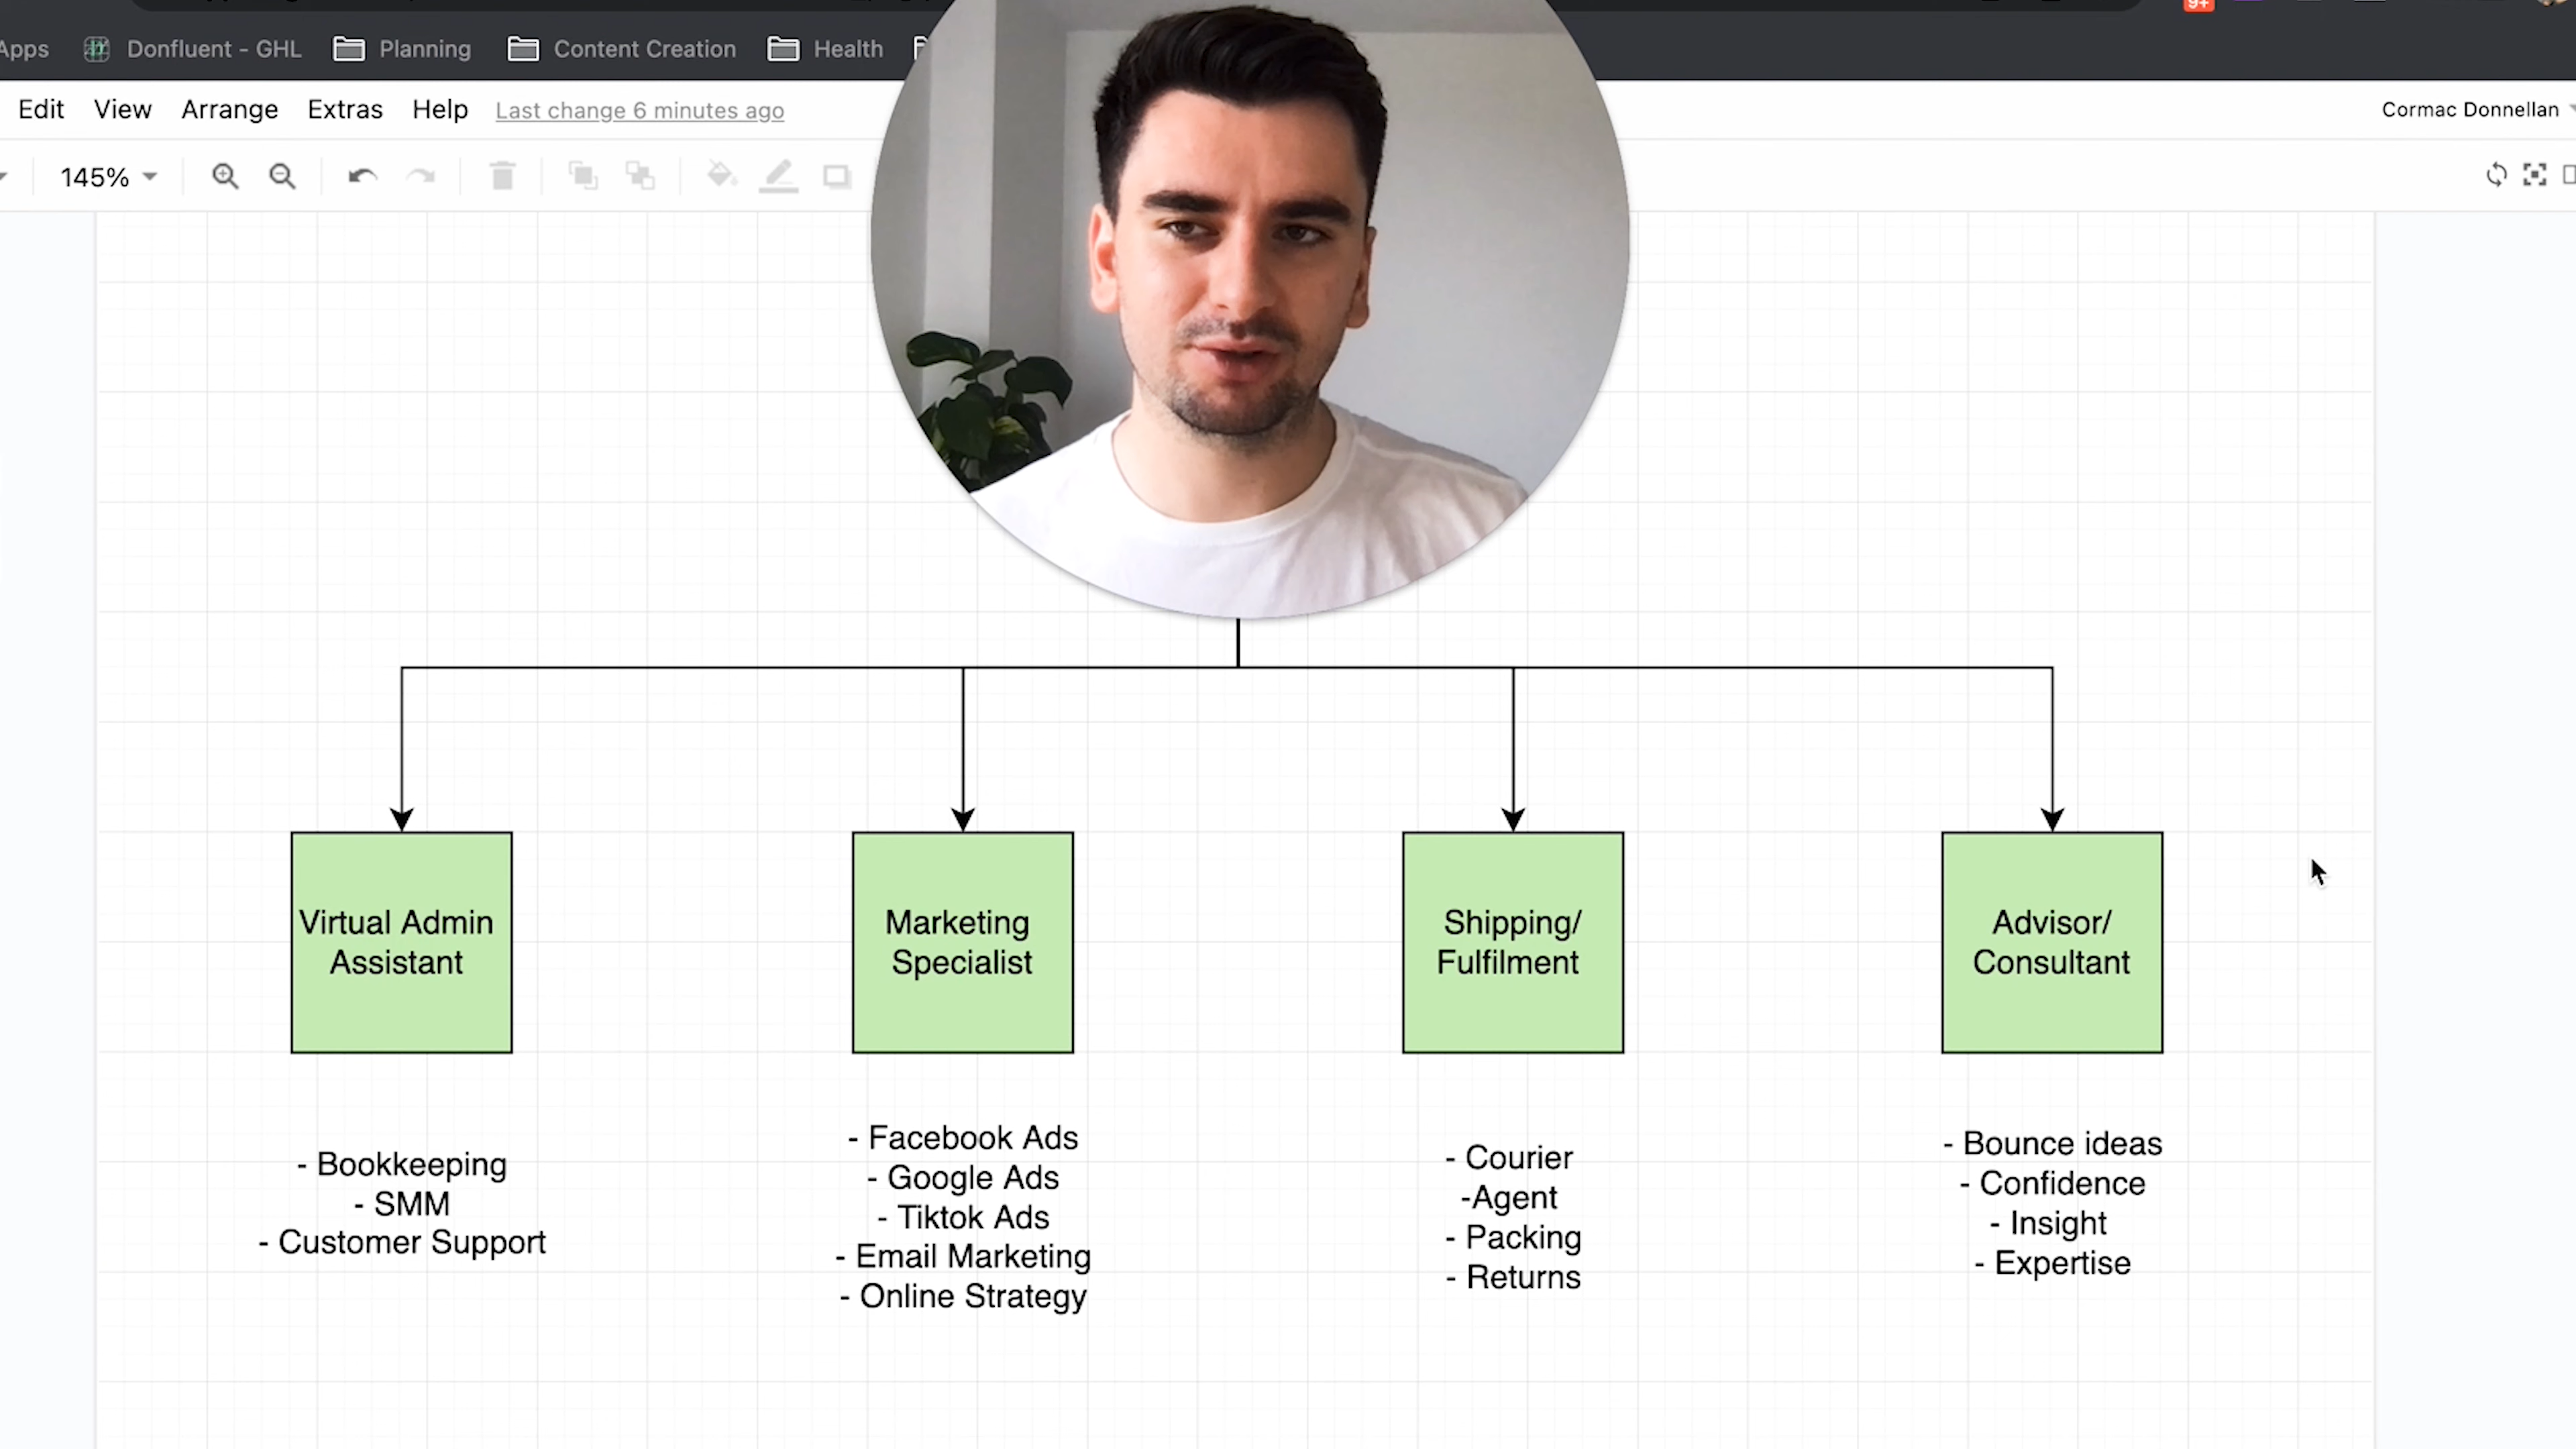 Apps Donfluent - GHL Planning Content Creation Health
9+
Edit View Arrange Extras Help Last change 6 minutes ago
Cormac Donnellan
145%
Virtual Admin
Assistant
Marketing
Specialist
Shipping/
Fulfilment
Advisor/
Consultant
- Bookkeeping
- SMM
- Customer Support
- Facebook Ads
- Google Ads
- Tiktok Ads
- Email Marketing
- Online Strategy
- Courier
-Agent
- Packing
- Returns
- Bounce ideas
- Confidence
- Insight
- Expertise